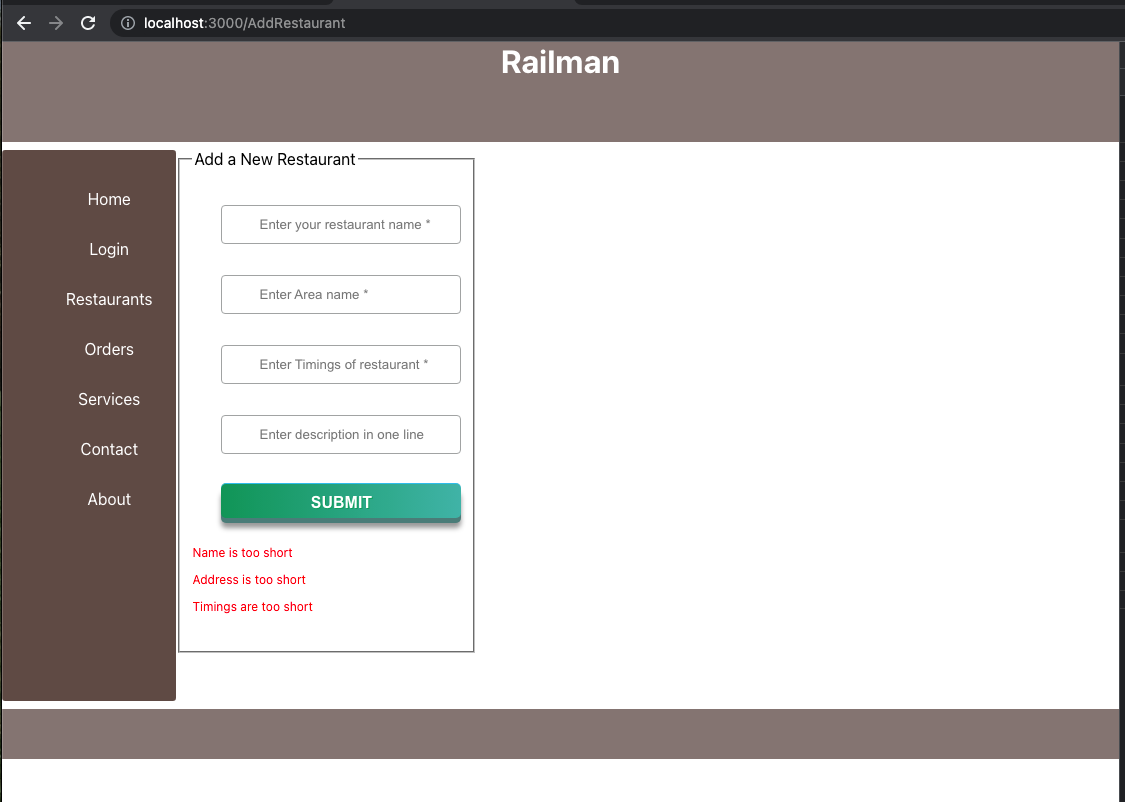 localhost:3000/AddRestaurant
Railman
Add a New Restaurant
Home
Login
Restaurants
Orders
Services
Contact
About
Enter your restaurant name *
Enter Area name *
Enter Timings of restaurant *
Enter description in one line
SUBMIT
Name is too short
Address is too short
Timings are too short